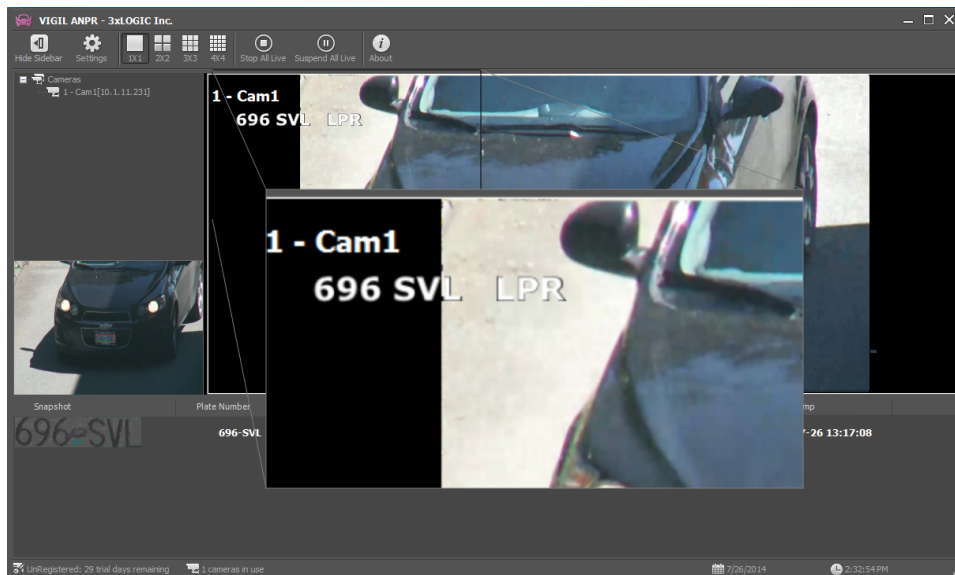 VIGIL ANPR - 3xLOGIC Inc.
Hide Sidebar Settings 1X1 2X2 3X3 4X4 Stop All Live Suspend All Live About
Cameras
1 - Cam1[10.1.11.231]
1 - Cam1
696 SVL LPR
1 - Cam1
696 SVL LPR
Snapshot Plate Number mp
696-SVL 696-SVL 7-26 13:17:08
UnRegistered: 29 trial days remaining 1 cameras in use 7/26/2014 2:32:54 PM